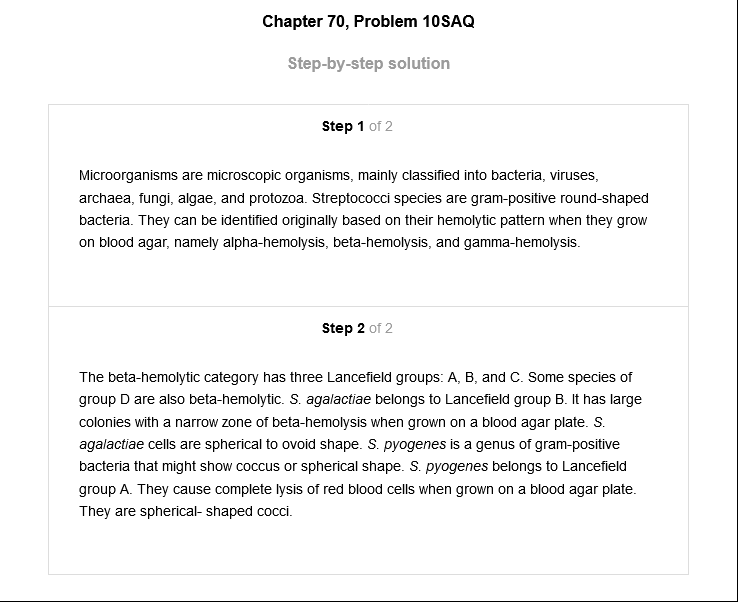 Chapter 70, Problem 10SAQ
Step-by-step solution
Step 1 of 2
Microorganisms are microscopic organisms, mainly classified into bacteria, viruses,
archaea, fungi, algae, and protozoa. Streptococci species are gram-positive round-shaped
bacteria. They can be identified originally based on their hemolytic pattern when they grow
on blood agar, namely alpha-hemolysis, beta-hemolysis, and gamma-hemolysis.
Step 2 of 2
The beta-hemolytic category has three Lancefield groups: A, B, and C. Some species of
group D are also beta-hemolytic. S. agalactiae belongs to Lancefield group B. It has large
colonies with a narrow zone of beta-hemolysis when grown on a blood agar plate. S.
agalactiae cells are spherical to ovoid shape. S. pyogenes is a genus of gram-positive
bacteria that might show coccus or spherical shape. S. pyogenes belongs to Lancefield
group A. They cause complete lysis of red blood cells when grown on a blood agar plate.
They are spherical- shaped cocci.